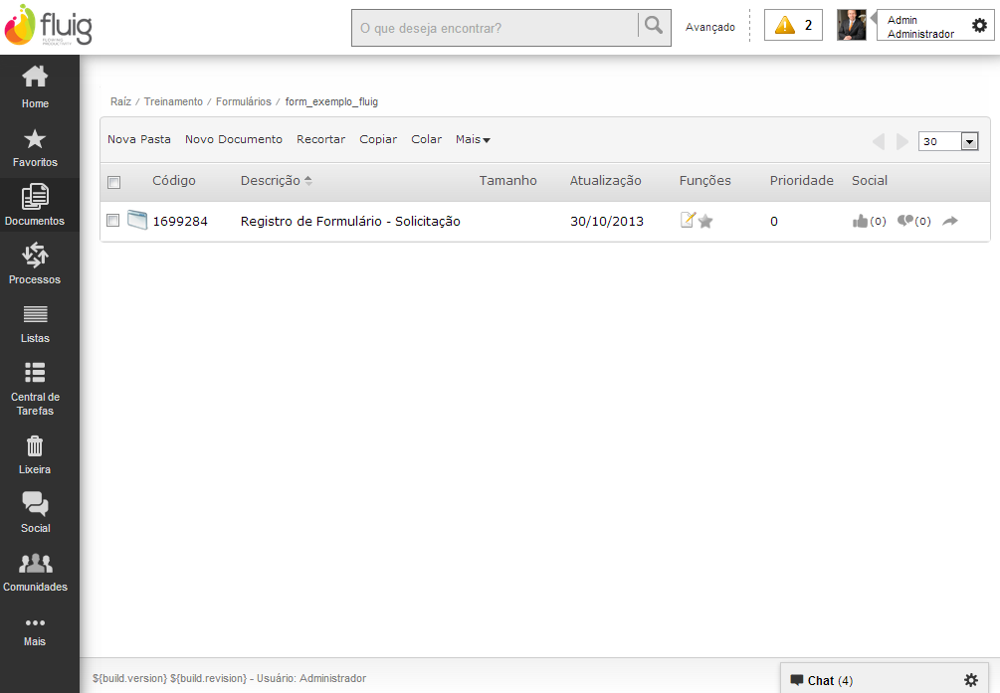 fluig
O que deseja encontrar?
Avançado
2
Admin
Administrador
Home
Favoritos
Documentos
Processos
Listas
Central de
Tarefas
Lixeira
Social
Comunidades
Mais
Raíz / Treinamento / Formulários / form_exemplo_fluig
Nova Pasta Novo Documento Recortar Copiar Colar Mais
30
Código Descrição Tamanho Atualização Funções Prioridade Social
1699284 Registro de Formulário - Solicitação 30/10/2013 0 (0) (0)
${build.version} ${build.revision} - Usuário: Administrador
Chat (4)